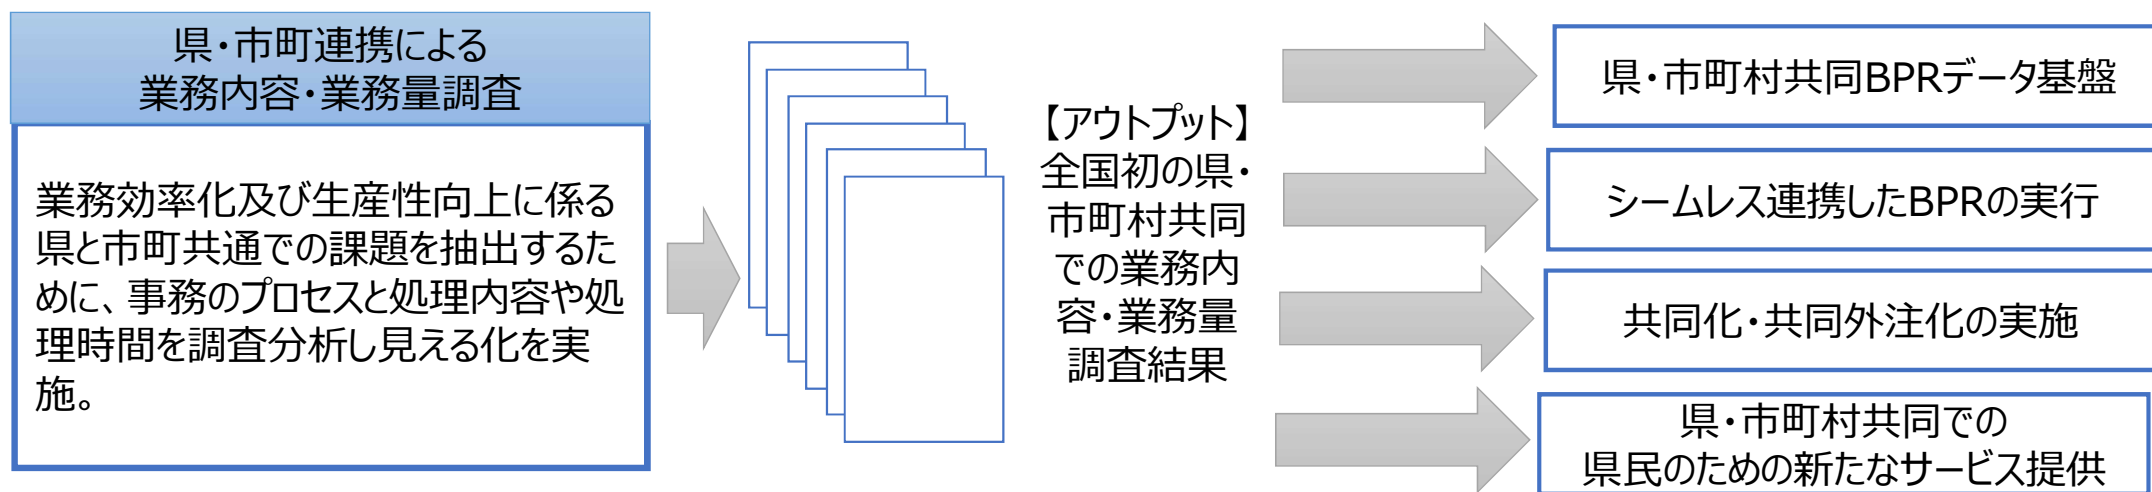 県・市町連携による
業務内容・業務量調査
業務効率化及び生産性向上に係る
県と市町共通での課題を抽出するた
めに、事務のプロセスと処理内容や処
理時間を調査分析し見える化を実
施。
【アウトプット】
全国初の県・
市町村共同
での業務内
容・業務量
調査結果
県・市町村共同BPRデータ基盤
シームレス連携したBPRの実行
共同化・共同外注化の実施
県・市町村共同での
県民のための新たなサービス提供